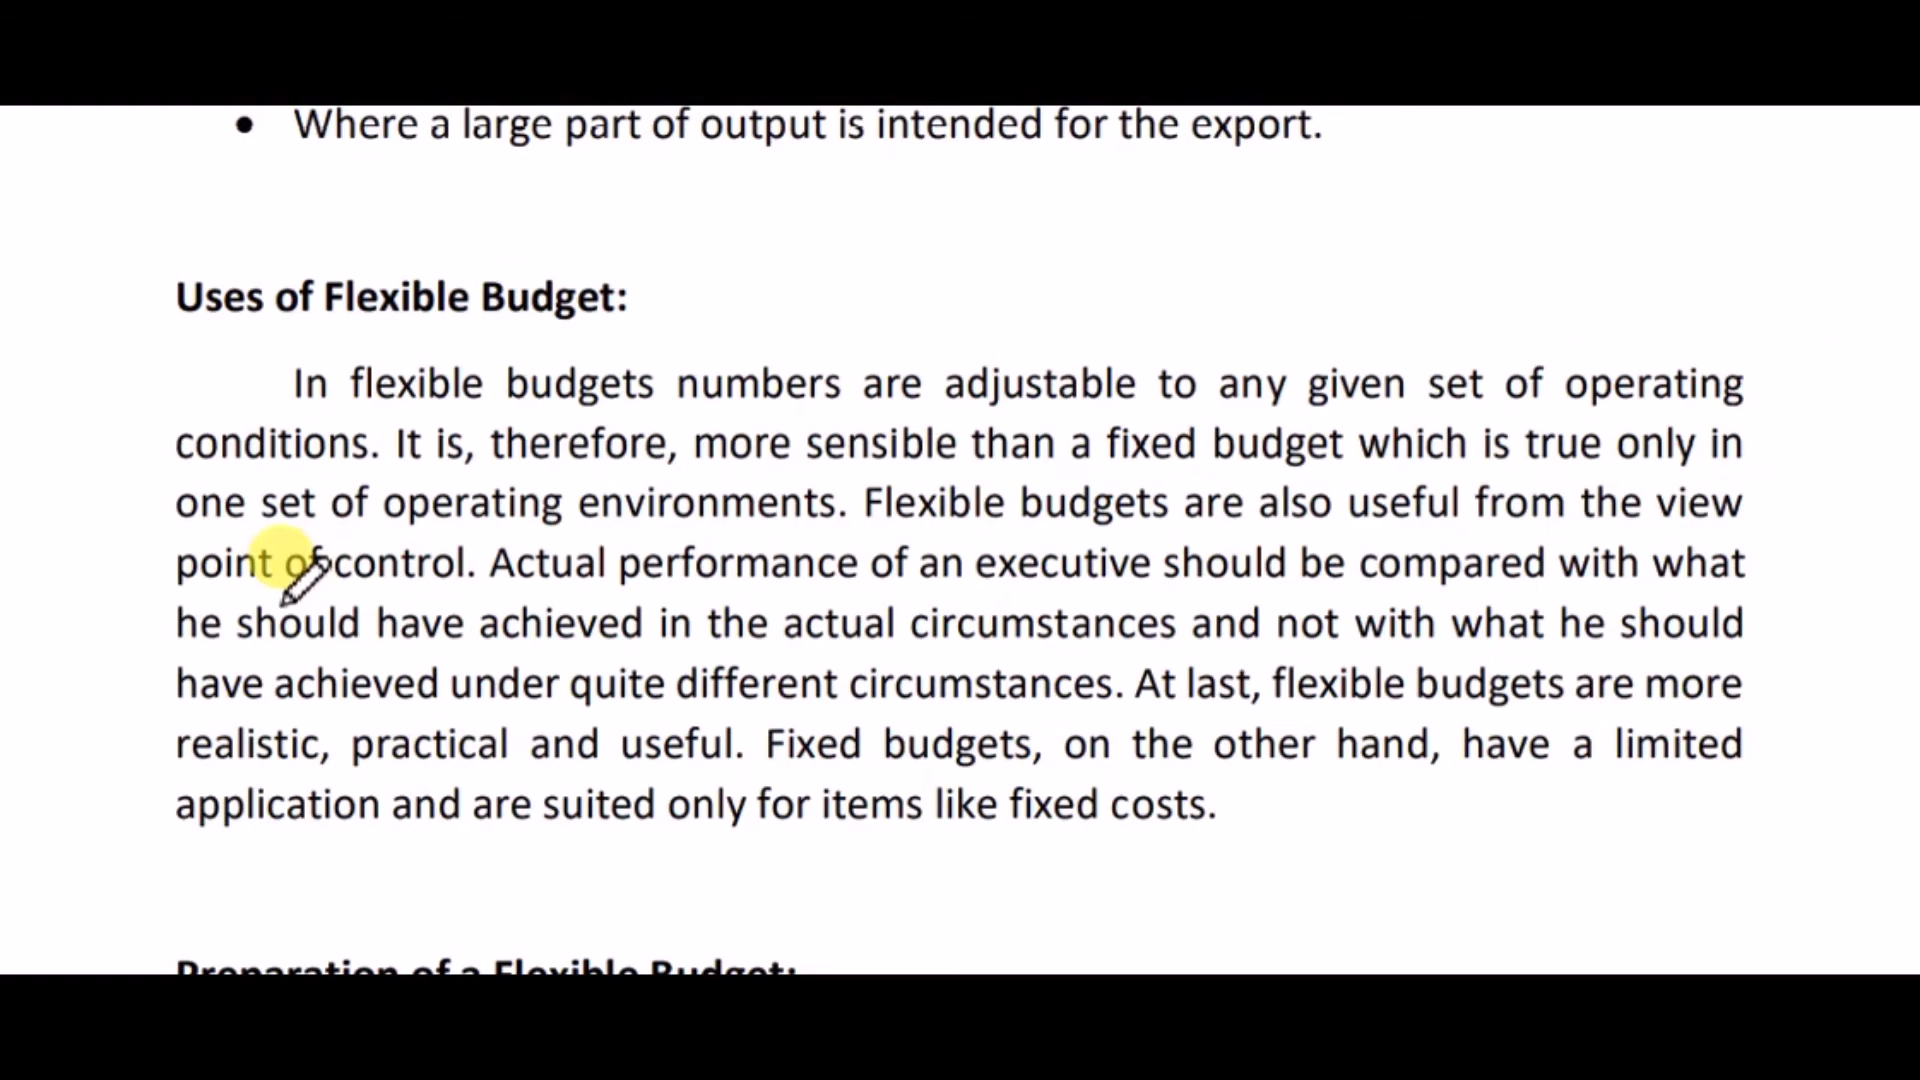 • Where a large part of output is intended for the export.
Uses of Flexible Budget:
In flexible budgets numbers are adjustable to any given set of operating
conditions. It is, therefore, more sensible than a fixed budget which is true only in
one set of operating environments. Flexible budgets are also useful from the view
point of control. Actual performance of an executive should be compared with what
he should have achieved in the actual circumstances and not with what he should
have achieved under quite different circumstances. At last, flexible budgets are more
realistic, practical and useful. Fixed budgets, on the other hand, have a limited
application and are suited only for items like fixed costs.
Preparation of a Flexible Budget: